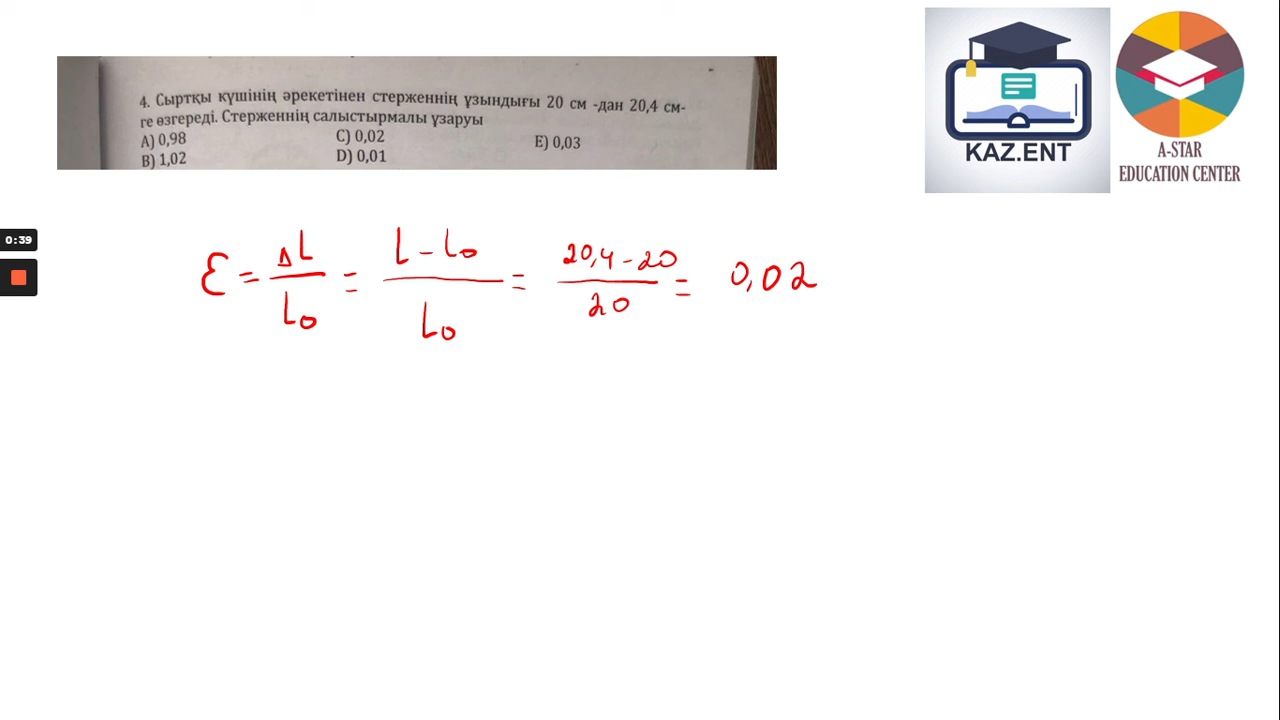 4. Сыртқы күшінің әрекетінен стерженнің ұзындығы 20 см -дан 20,4 см-
ге өзгереді. Стерженнің салыстырмалы ұзаруы
A) 0,98 C) 0,02 E) 0,03
B) 1,02 D) 0,01
KAZ.ENT
A-STAR
EDUCATION CENTER
0:39
ε = ΔL / L₀ = L - L₀ / L₀ = 20,4 - 20 / 20 = 0,02